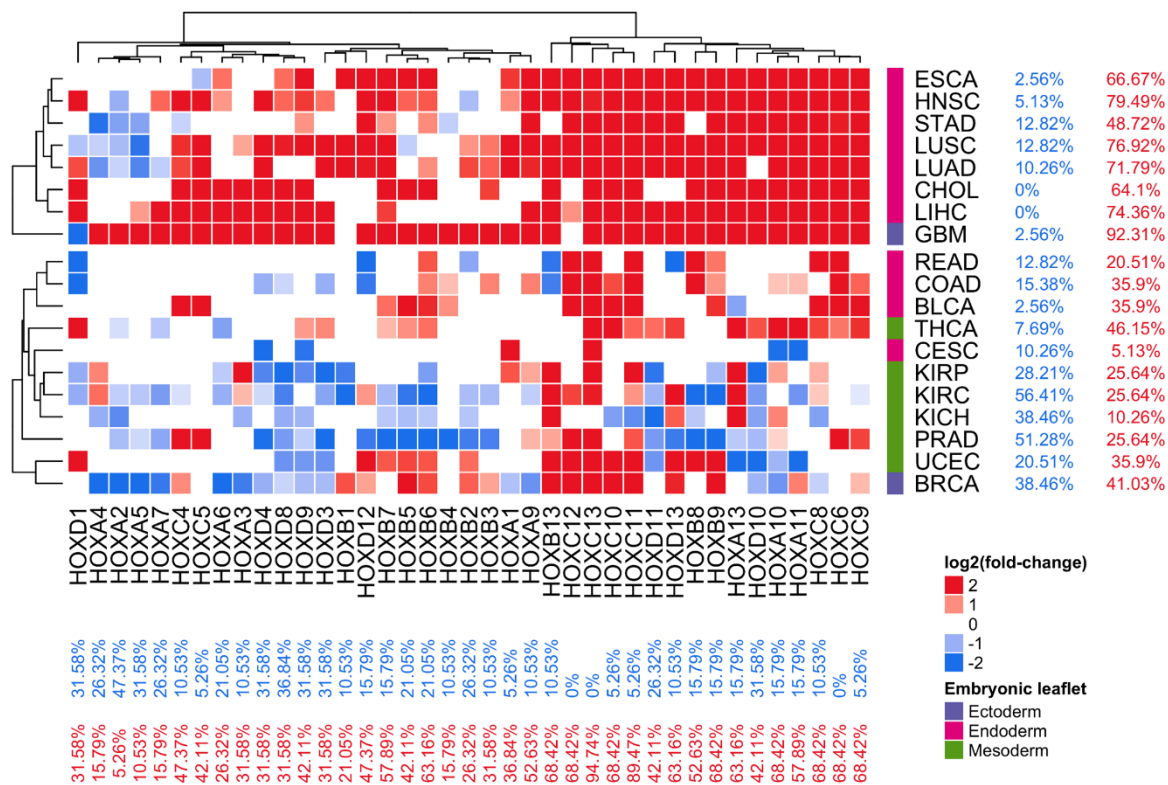 ESCA 2.56% 66.67%
HNSC 5.13% 79.49%
STAD 12.82% 48.72%
LUSC 12.82% 76.92%
LUAD 10.26% 71.79%
CHOL 0% 64.1%
LIHC 0% 74.36%
GBM 2.56% 92.31%
READ 12.82% 20.51%
COAD 15.38% 35.9%
BLCA 2.56% 35.9%
THCA 7.69% 46.15%
CESC 10.26% 5.13%
KIRP 28.21% 25.64%
KIRC 56.41% 25.64%
KICH 38.46% 10.26%
PRAD 51.28% 25.64%
UCEC 20.51% 35.9%
BRCA 38.46% 41.03%
HOXD1 31.58% 31.58%
HOXA4 26.32% 15.79%
HOXA2 47.37% 5.26%
HOXA5 31.58% 10.53%
HOXA7 26.32% 15.79%
HOXC4 10.53% 47.37%
HOXC5 5.26% 42.11%
HOXA6 21.05% 26.32%
HOXA3 10.53% 31.58%
HOXD4 31.58% 31.58%
HOXD8 36.84% 31.58%
HOXD9 31.58% 42.11%
HOXD3 31.58% 31.58%
HOXB1 10.53% 21.05%
HOXD12 15.79% 47.37%
HOXB7 15.79% 57.89%
HOXB5 21.05% 42.11%
HOXB6 21.05% 63.16%
HOXB4 10.53% 15.79%
HOXB2 26.32% 26.32%
HOXB3 10.53% 31.58%
HOXA1 5.26% 36.84%
HOXA9 10.53% 52.63%
HOXB13 10.53% 68.42%
HOXC12 0% 68.42%
HOXC13 0% 94.74%
HOXC10 5.26% 68.42%
HOXC11 5.26% 89.47%
HOXD11 26.32% 42.11%
HOXD13 10.53% 63.16%
HOXB8 15.79% 52.63%
HOXB9 15.79% 68.42%
HOXA13 15.79% 63.16%
HOXD10 31.58% 42.11%
HOXA10 15.79% 68.42%
HOXA11 15.79% 57.89%
HOXC8 10.53% 68.42%
HOXC6 0% 68.42%
HOXC9 5.26% 68.42%
log2(fold-change)
2
1
0
-1
-2
Embryonic leaflet
Ectoderm
Endoderm
Mesoderm